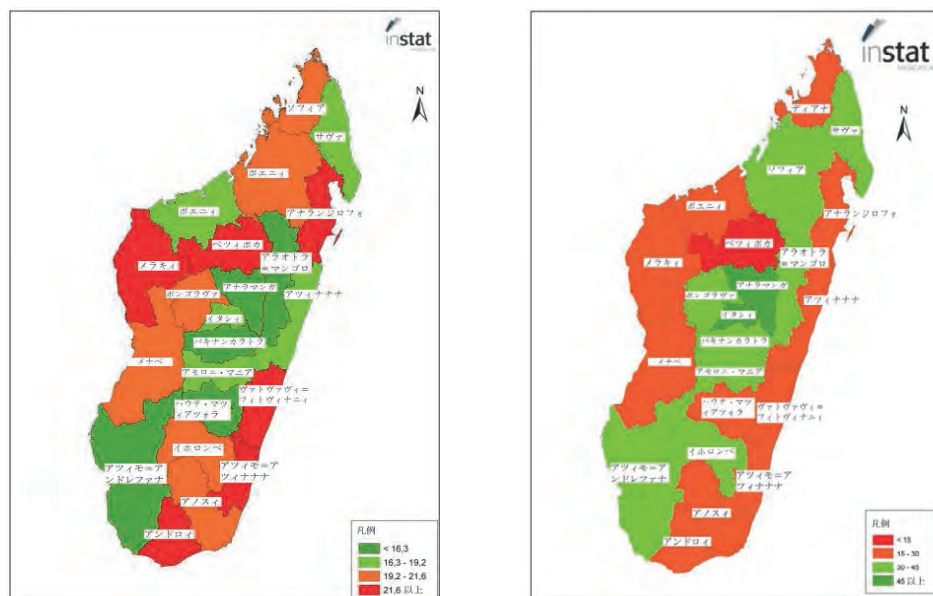 instat
MADAGASCAR
N
ソフィア
サヴァ
ボエニィ
アナランジロフォ
ボエニィ
ベツィボカ
アラオトラ
=マンゴロ
メラキィ
アナラマンガ
アツィナナナ
ボンゴラヴァ
イタシィ
バキナンカラトラ
メナベ
アモロニ・マニア
ヴァトヴァヴィ=
フィトヴィナニィ
ハウテ・マツ
ィアツォラ
イホロンベ
アツィモ=ア
ンドレファナ
アツィモ=ア
ツィナナナ
アノスィ
アンドロィ
凡例
< 16,3
16,3 - 19,2
19,2 - 21,6
21,6 以上
instat
MADAGASCAR
N
ディアナ
サヴァ
ソフィア
ボエニィ
アナランジロフォ
ベツィボカ
アラオトラ
=マンゴロ
メラキィ
アナラマンガ
ボンゴラヴァ
アツィナナナ
イタシィ
バキナンカラトラ
メナベ
アモロニ・マニア
ハウテ・マツ
ィアツォラ
ヴァトヴァヴィ=
フィトヴィナニィ
イホロンベ
アツィモ=ア
ンドレファナ
アツィモ=ア
ツィナナナ
アノスィ
アンドロィ
凡例
< 15
15 - 30
30 - 45
45 以上